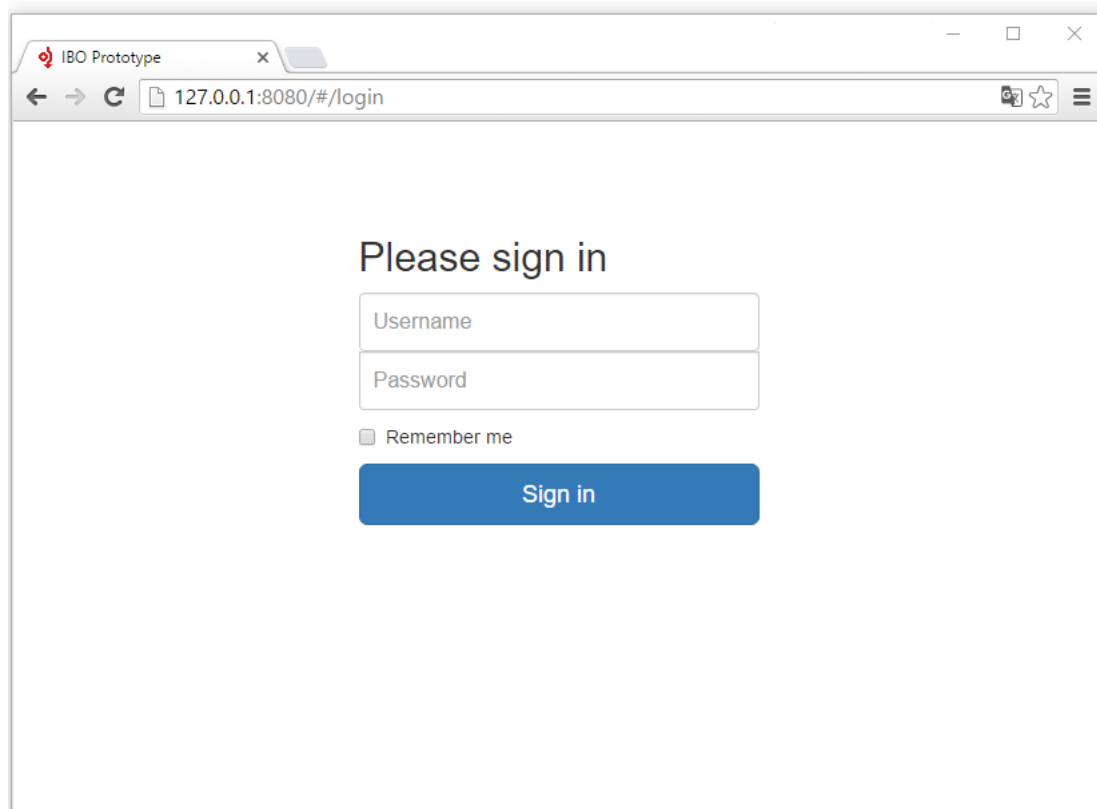 IBO Prototype
127.0.0.1:8080/#/login
Please sign in
Username
Password
Remember me
Sign in